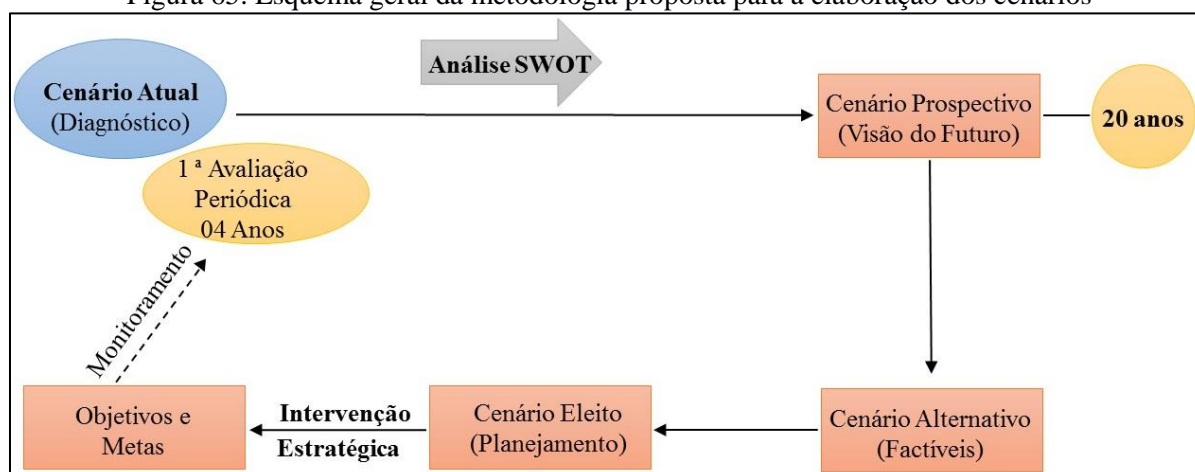 Figura 65: Esquema geral da metodologia proposta para a elaboração dos cenários
Análise SWOT
Cenário Atual
(Diagnóstico)
Cenário Prospectivo
(Visão do Futuro)
20 anos
1 ª Avaliação
Periódica
04 Anos
Monitoramento
Objetivos e
Metas
Intervenção
Estratégica
Cenário Eleito
(Planejamento)
Cenário Alternativo
(Factíveis)